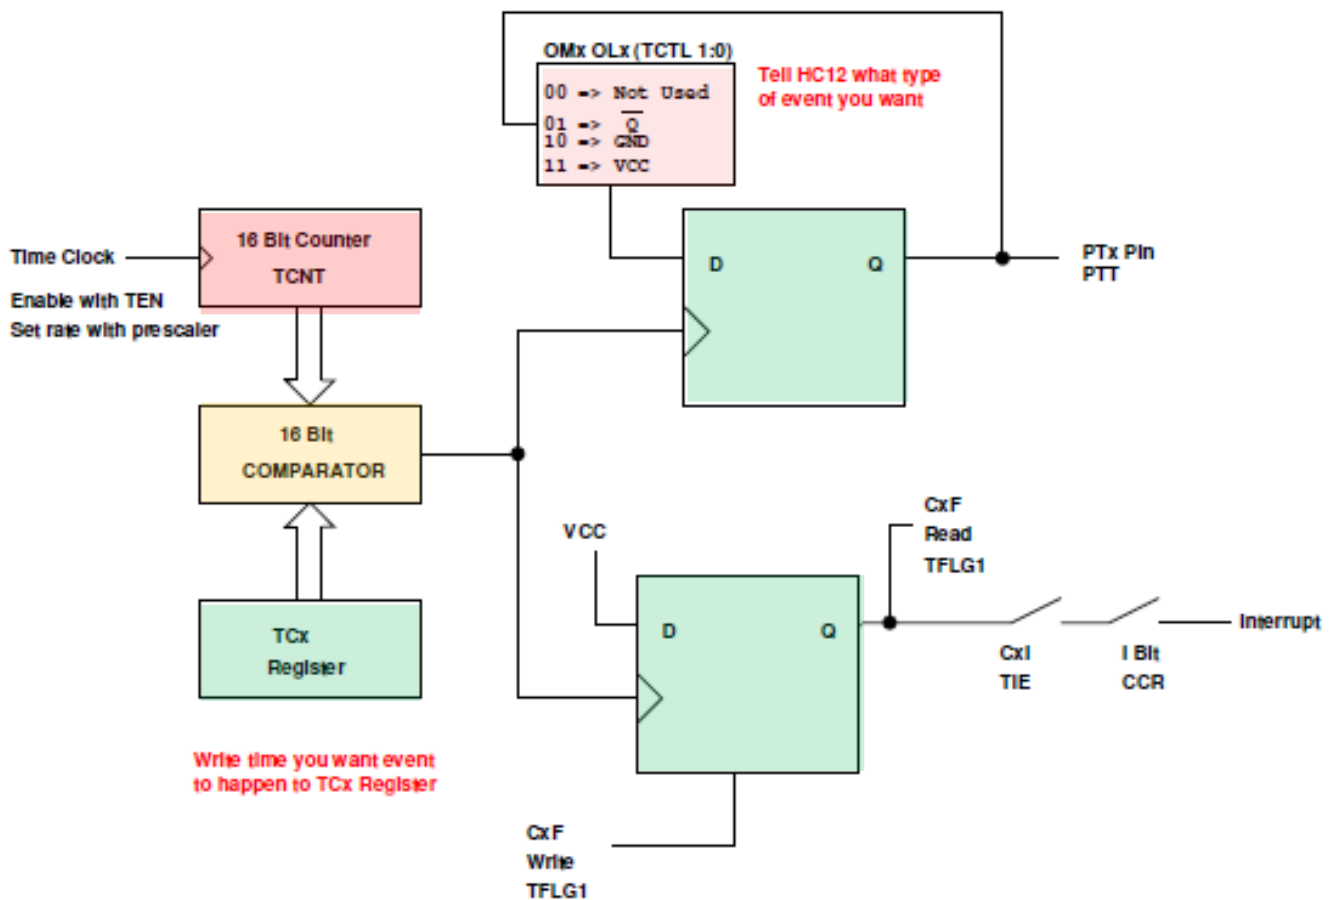 OMx OLx (TCTL 1:0)
00 => Not Used
01 => Q̅
10 => GND
11 => VCC
Tell HC12 what type
of event you want
16 Bit Counter
TCNT
Time Clock
Enable with TEN
Set rate with prescaler
D
Q
PTx Pin
PTT
16 Bit
COMPARATOR
TCx
Register
Write time you want event
to happen to TCx Register
VCC
D
Q
CxF
Read
TFLG1
CxI
TIE
I Bit
CCR
Interrupt
CxF
Write
TFLG1